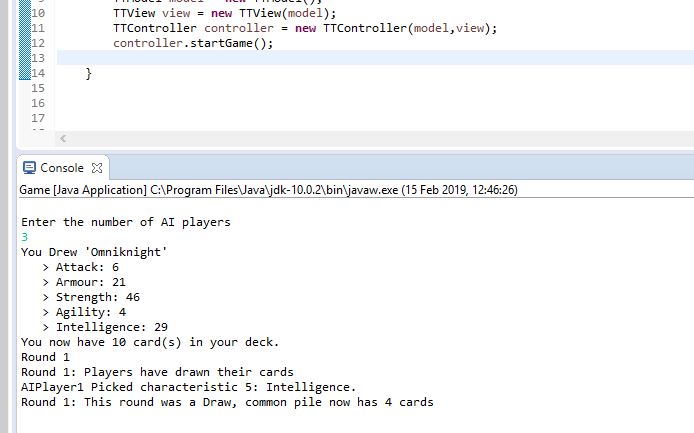 10 TTView view = new TTView(model);
11 TTController controller = new TTController(model,view);
12 controller.startGame();
13
14 }
15
16
17
Console
Game [Java Application] C:\Program Files\Java\jdk-10.0.2\bin\javaw.exe (15 Feb 2019, 12:46:26)
Enter the number of AI players
3
You Drew 'Omniknight'
> Attack: 6
> Armour: 21
> Strength: 46
> Agility: 4
> Intelligence: 29
You now have 10 card(s) in your deck.
Round 1
Round 1: Players have drawn their cards
AIPlayer1 Picked characteristic 5: Intelligence.
Round 1: This round was a Draw, common pile now has 4 cards